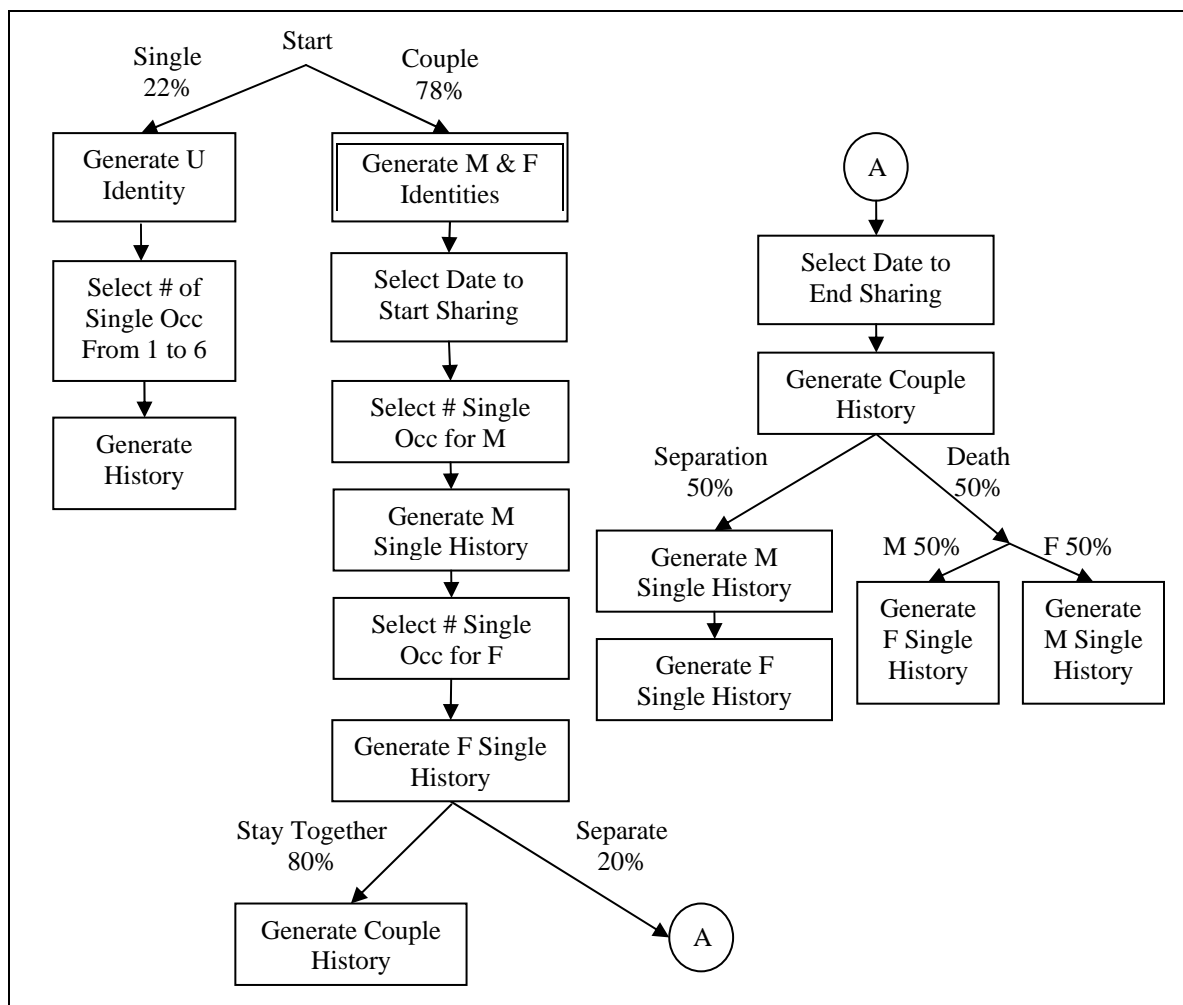 Start
Single
22%
Couple
78%
Generate U
Identity
Select # of
Single Occ
From 1 to 6
Generate
History
Generate M & F
Identities
Select Date to
Start Sharing
Select # Single
Occ for M
Generate M
Single History
Select # Single
Occ for F
Generate F Single
History
Stay Together
80%
Separate
20%
Generate Couple
History
A
A
Select Date to
End Sharing
Generate Couple
History
Separation
50%
Death
50%
Generate M
Single History
Generate F
Single History
M 50%
F 50%
Generate
F Single
History
Generate
M Single
History